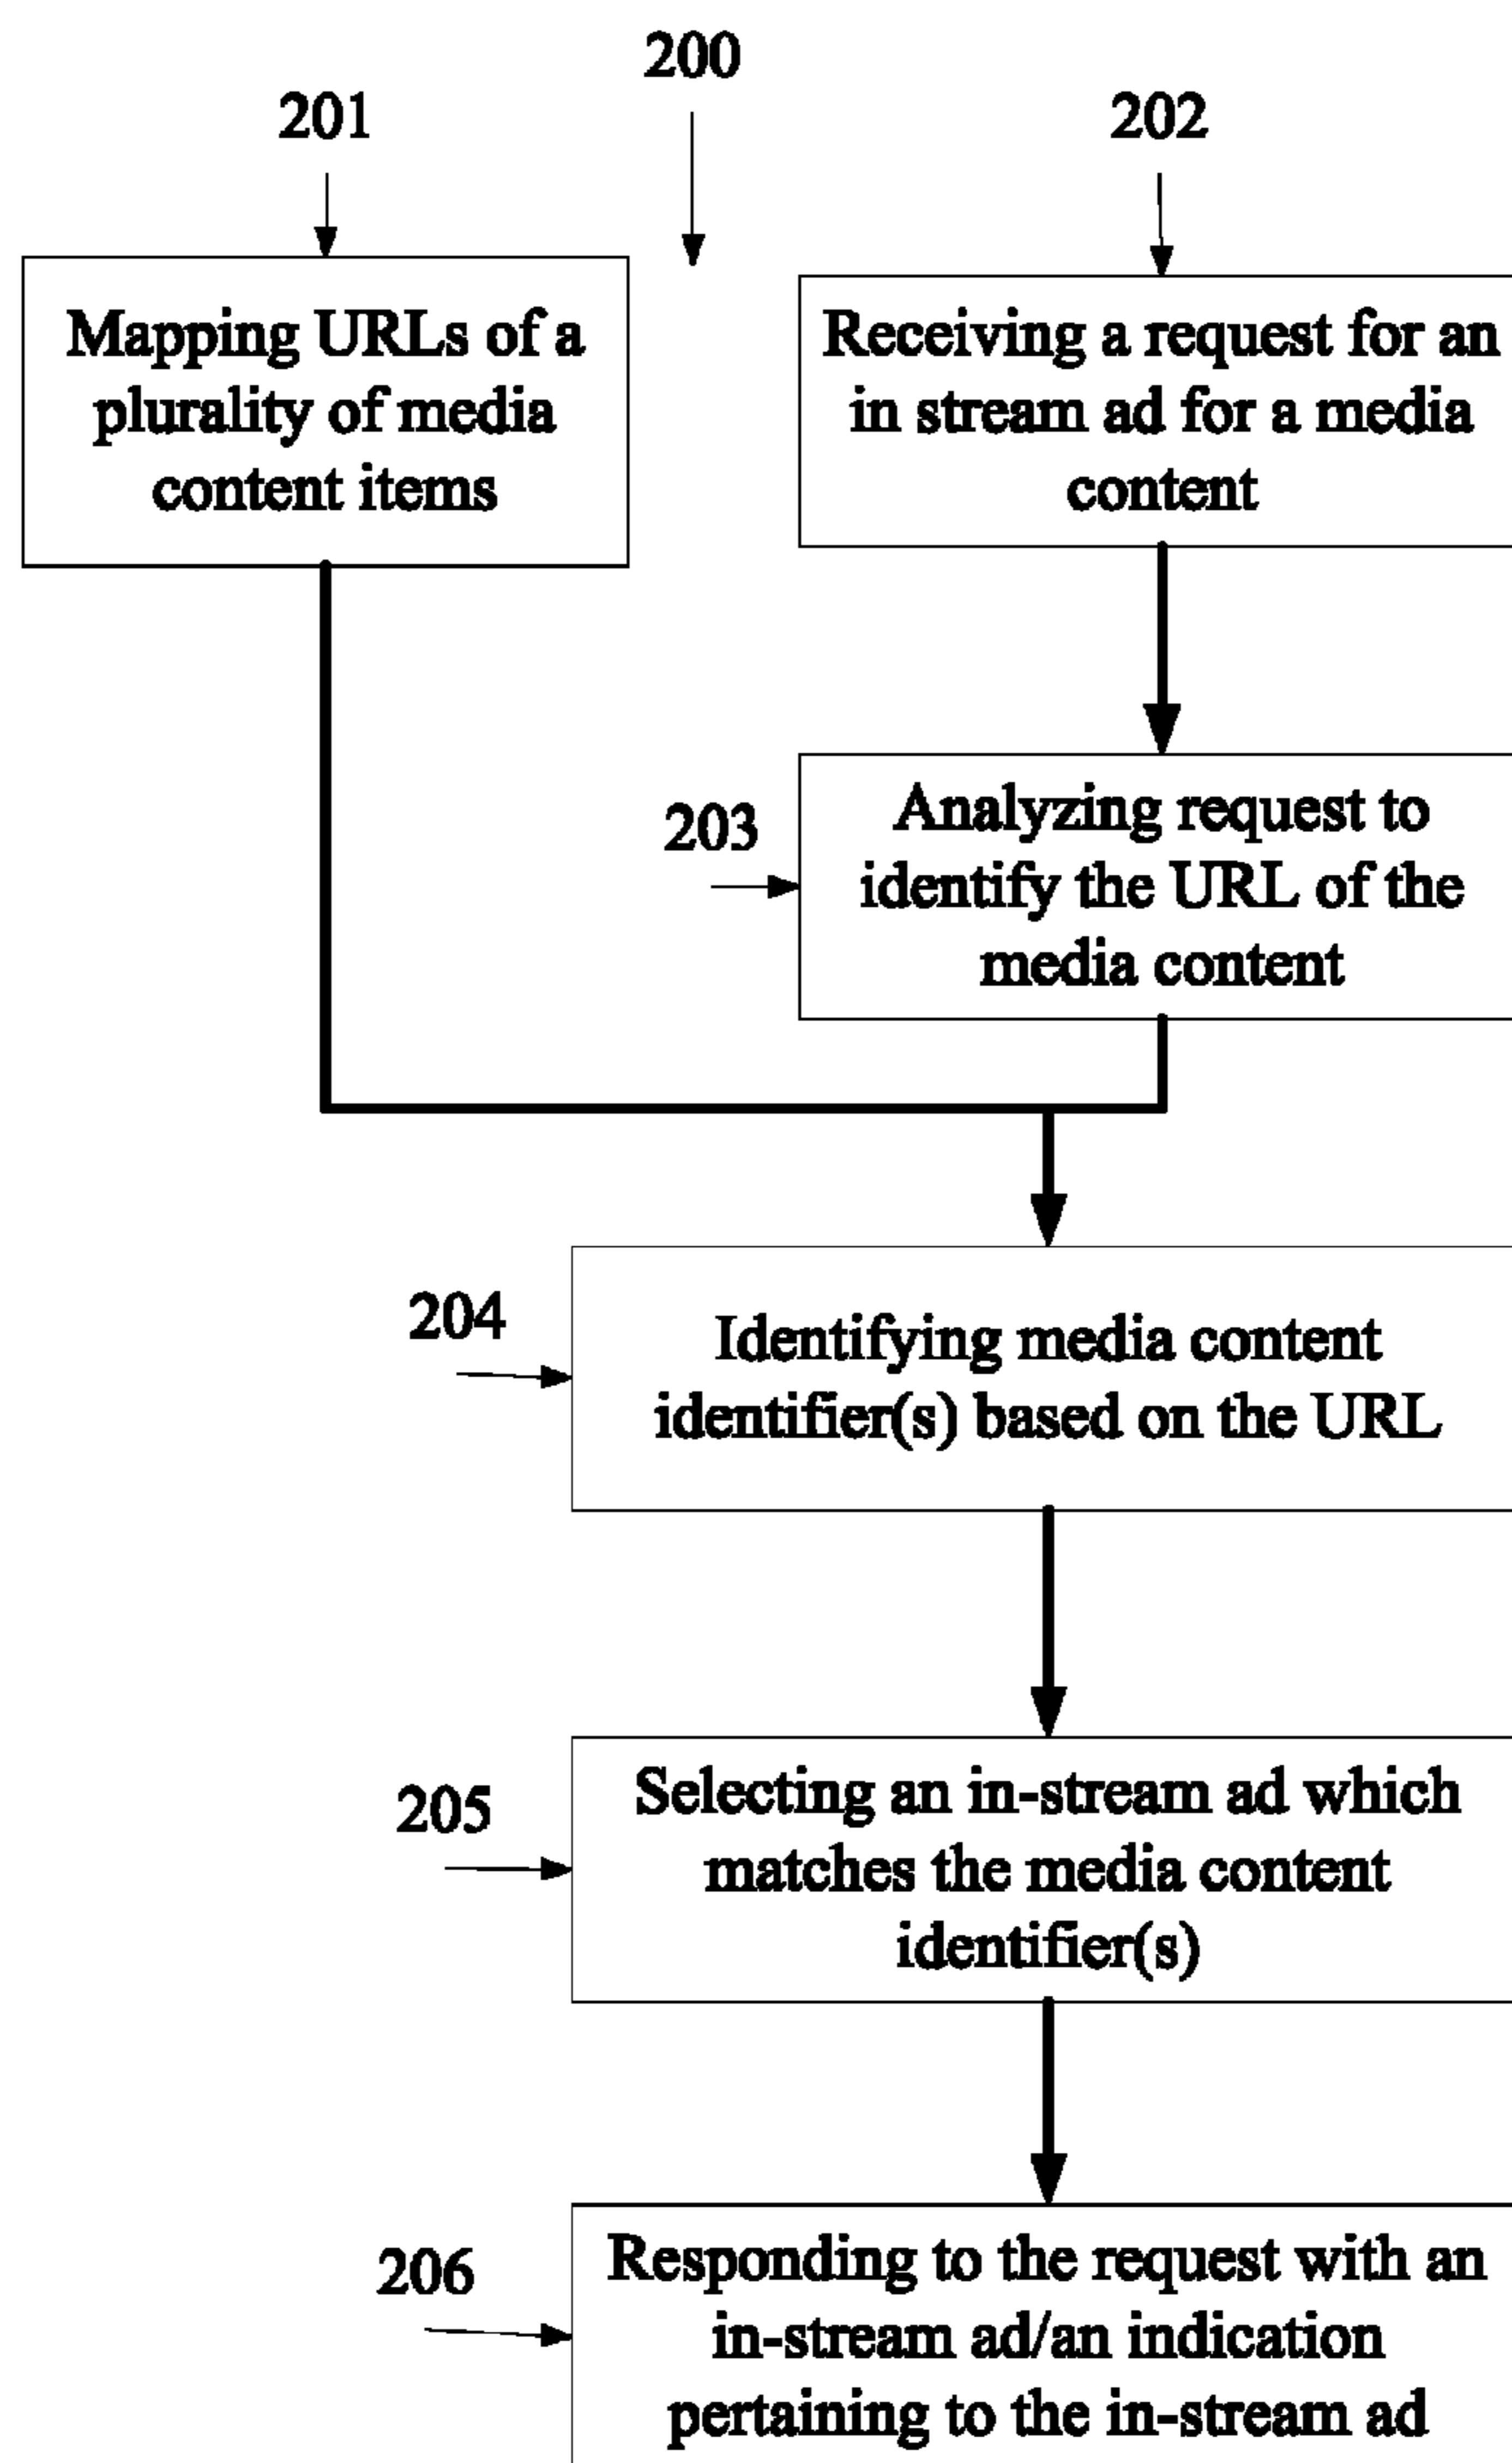 200
201
202
Mapping URLs of a
plurality of media
content items
Receiving a request for an
in stream ad for a media
content
203
Analyzing request to
identify the URL of the
media content
204
Identifying media content
identifier(s) based on the URL
205
Selecting an in-stream ad which
matches the media content
identifier(s)
206
Responding to the request with an
in-stream ad/an indication
pertaining to the in-stream ad